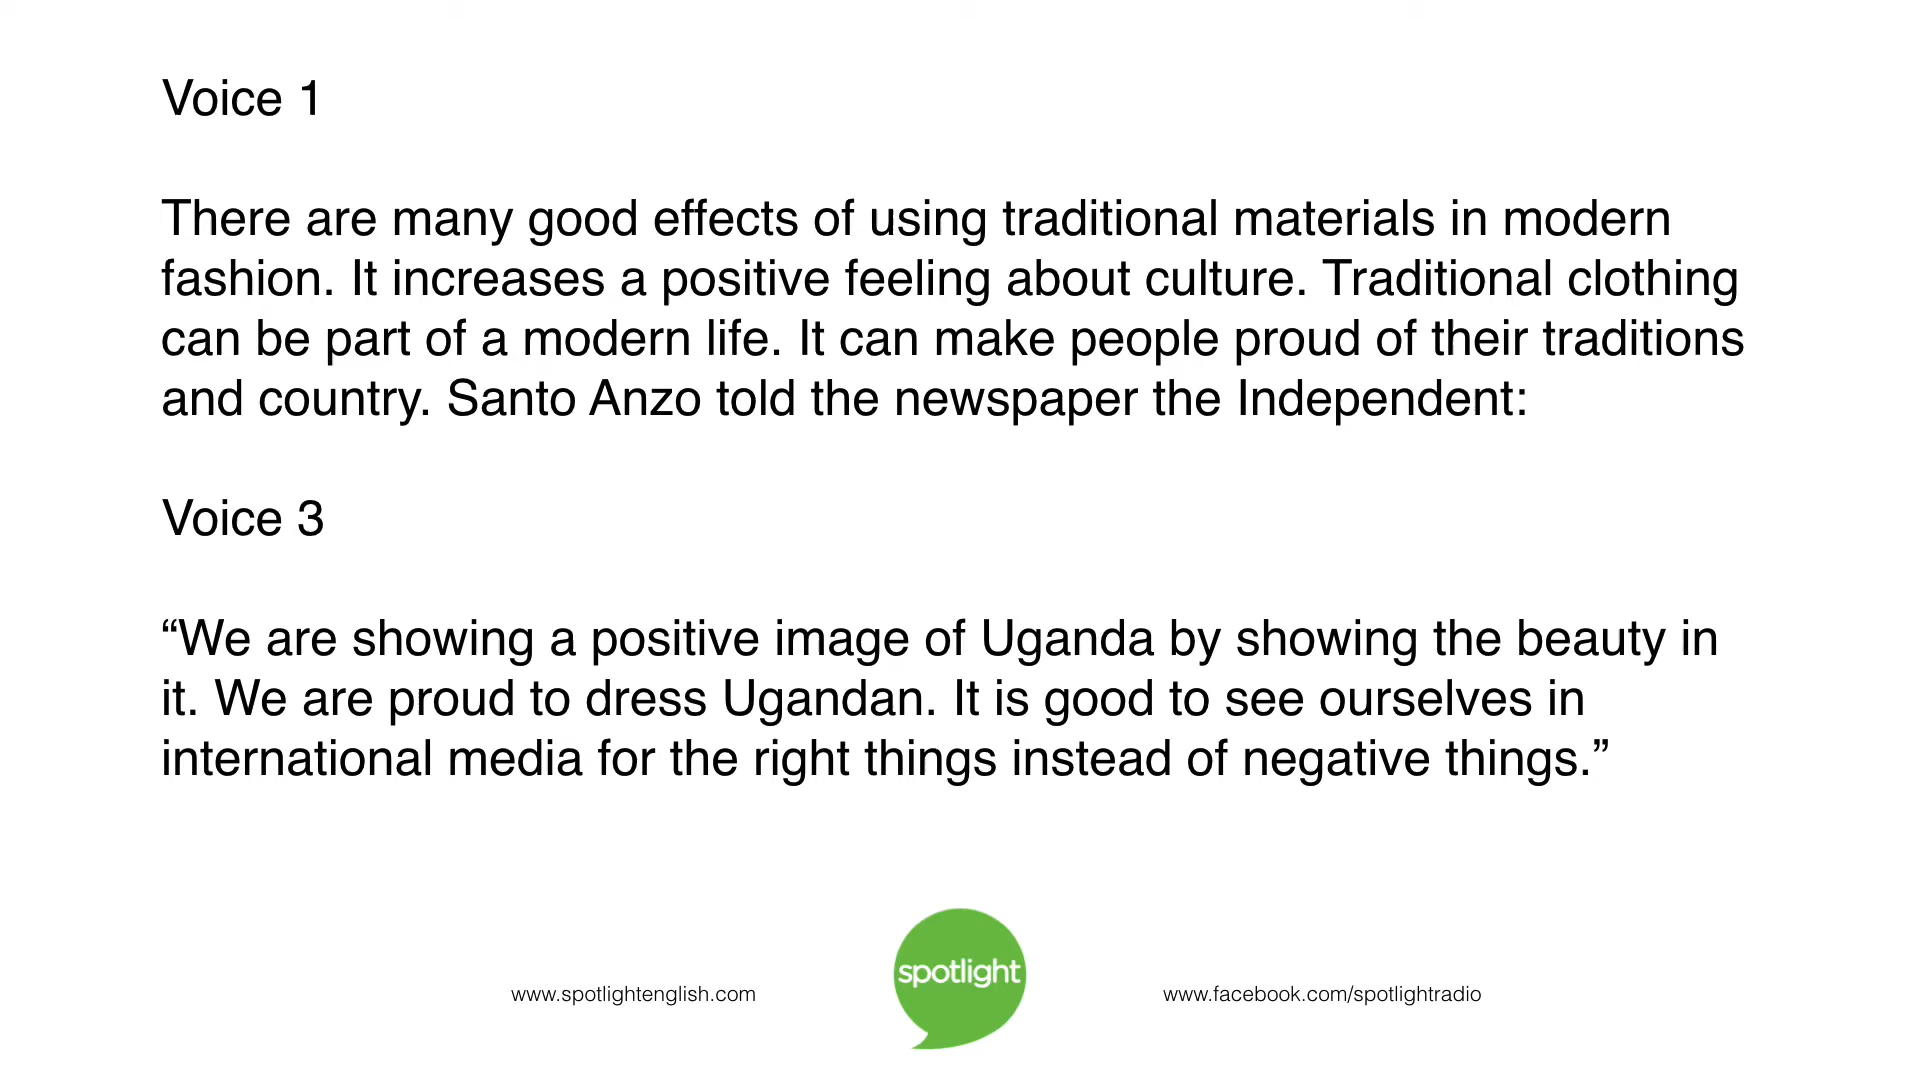 Voice 1
There are many good effects of using traditional materials in modern
fashion. It increases a positive feeling about culture. Traditional clothing
can be part of a modern life. It can make people proud of their traditions
and country. Santo Anzo told the newspaper the Independent:
Voice 3
“We are showing a positive image of Uganda by showing the beauty in
it. We are proud to dress Ugandan. It is good to see ourselves in
international media for the right things instead of negative things.”
www.spotlightenglish.com
spotlight
www.facebook.com/spotlightradio